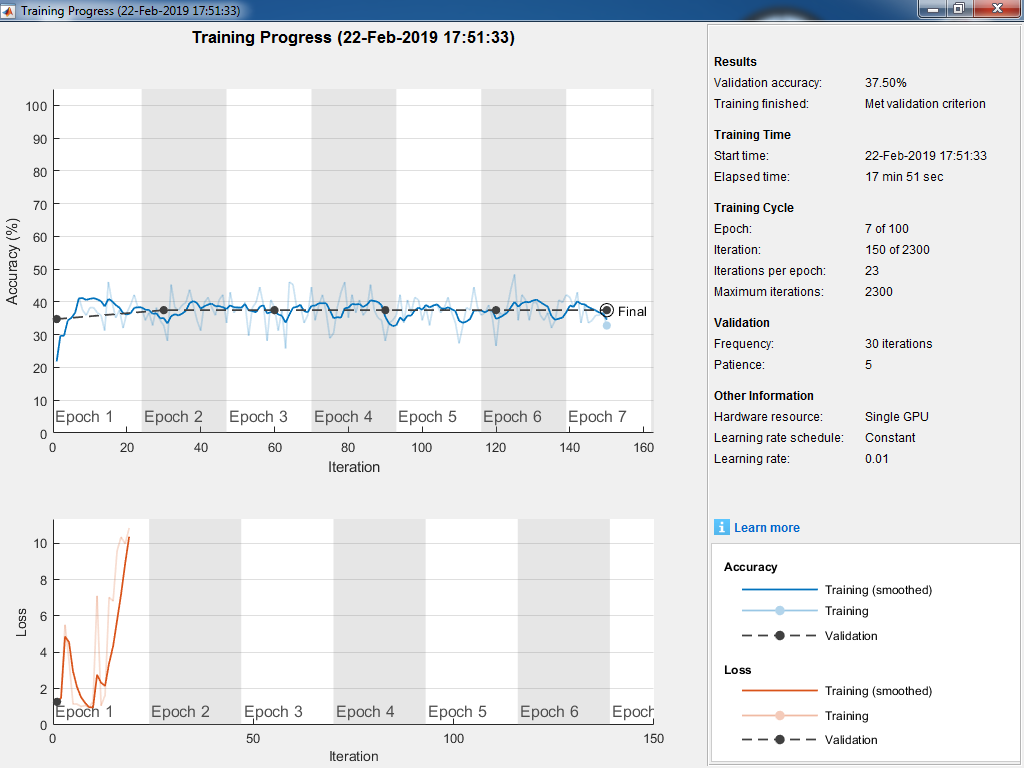 Training Progress (22-Feb-2019 17:51:33)
Training Progress (22-Feb-2019 17:51:33)
100
90
80
70
60
50
40
30
20
10
0
Accuracy (%)
Final
Epoch 1 Epoch 2 Epoch 3 Epoch 4 Epoch 5 Epoch 6 Epoch 7
0 20 40 60 80 100 120 140 160
Iteration
10
8
6
4
2
0
Loss
Epoch 1 Epoch 2 Epoch 3 Epoch 4 Epoch 5 Epoch 6 Epoch
0 50 100 150
Iteration
Results
Validation accuracy: 37.50%
Training finished: Met validation criterion
Training Time
Start time: 22-Feb-2019 17:51:33
Elapsed time: 17 min 51 sec
Training Cycle
Epoch: 7 of 100
Iteration: 150 of 2300
Iterations per epoch: 23
Maximum iterations: 2300
Validation
Frequency: 30 iterations
Patience: 5
Other Information
Hardware resource: Single GPU
Learning rate schedule: Constant
Learning rate: 0.01
i Learn more
Accuracy
Training (smoothed)
Training
Validation
Loss
Training (smoothed)
Training
Validation